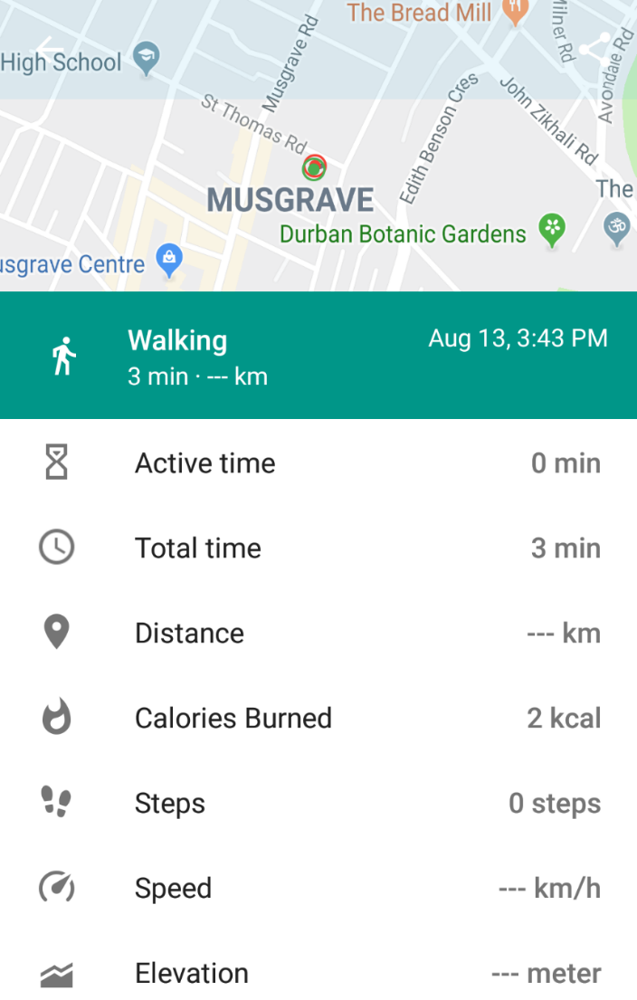 The Bread Mill
Milner Rd
High School
Musgrave Rd
Avondale Rd
St Thomas Rd
Edith Benson Cres
John Zikhali Rd
MUSGRAVE
The
Durban Botanic Gardens
usgrave Centre
Walking
Aug 13, 3:43 PM
3 min · --- km
Active time
0 min
Total time
3 min
Distance
--- km
Calories Burned
2 kcal
Steps
0 steps
Speed
--- km/h
Elevation
--- meter